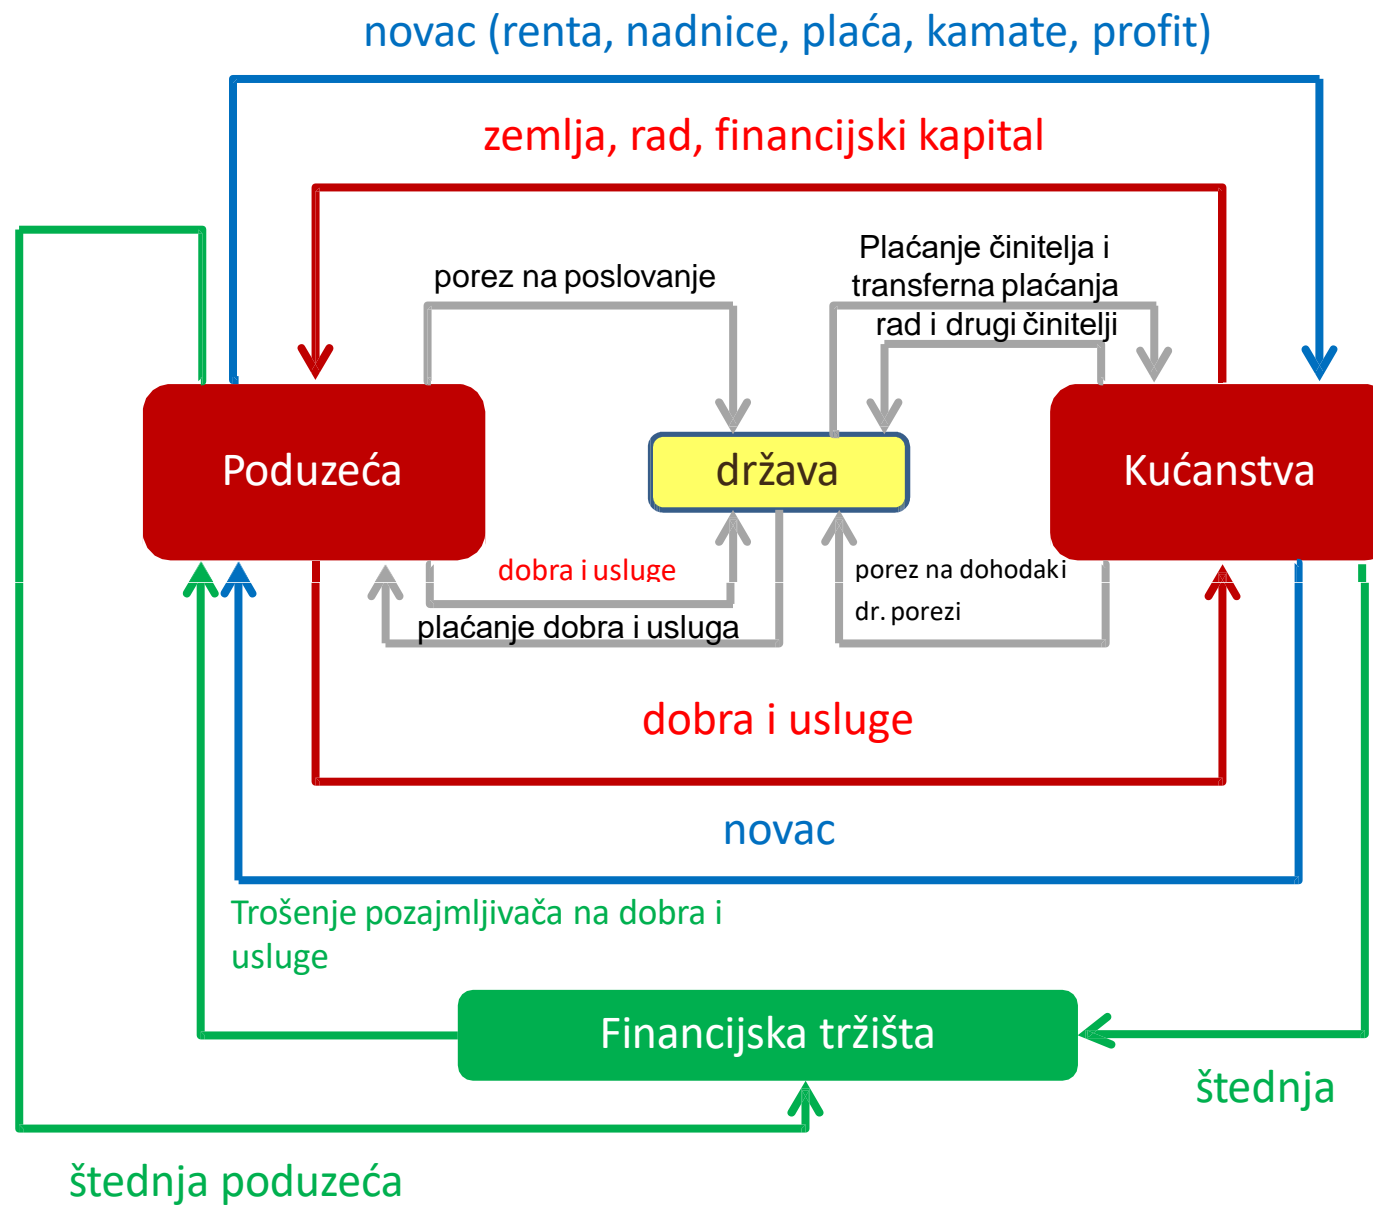 novac (renta, nadnice, plaća, kamate, profit)
zemlja, rad, financijski kapital
porez na poslovanje
Plaćanje činitelja i
transferna plaćanja
rad i drugi činitelji
Poduzeća
država
Kućanstva
dobra i usluge
plaćanje dobra i usluga
porez na dohodak i
dr. porezi
dobra i usluge
novac
Trošenje pozajmljivača na dobra i
usluge
Financijska tržišta
štednja
štednja poduzeća